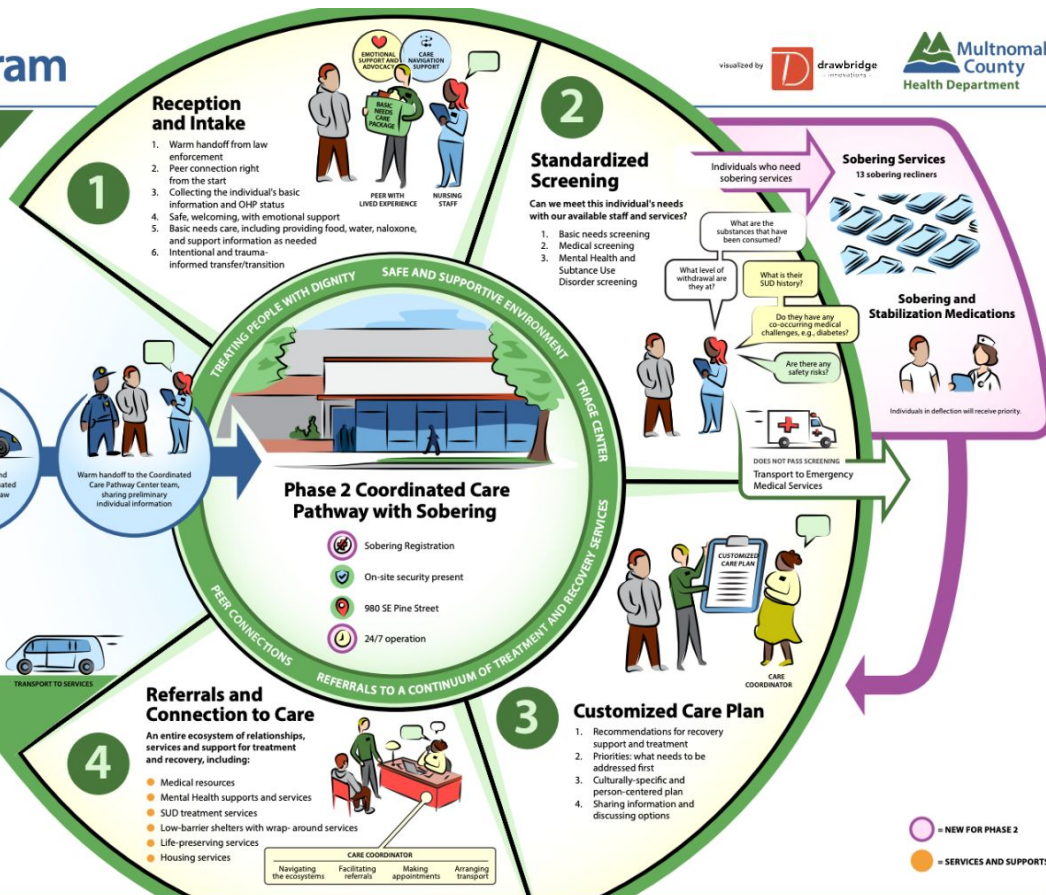 ram
visualized by
D
drawbridge
- innovations -
Multnomah
County
Health Department
1
Reception
and Intake
1. Warm handoff from law
enforcement
2. Peer connection right
from the start
3. Collecting the individual's basic
information and OHP status
4. Safe, welcoming, with emotional support
5. Basic needs care, including providing food, water, naloxone,
and support information as needed
6. Intentional and trauma-
informed transfer/transition
EMOTIONAL
SUPPORT AND
ADVOCACY
CARE
NAVIGATION
SUPPORT
BASIC
NEEDS
CARE
PACKAGE
PEER WITH
LIVED EXPERIENCE
NURSING
STAFF
2
Standardized
Screening
Can we meet this individual's needs
with our available staff and services?
1. Basic needs screening
2. Medical screening
3. Mental Health and
Subtance Use
Disorder screening
Individuals who need
sobering services
What are the
substances that have
been consumed?
What level of
withdrawal are
they at?
What is their
SUD history?
Do they have any
co-occurring medical
challenges, e.g., diabetes?
Are there any
safety risks?
DOES NOT PASS SCREENING
Transport to Emergency
Medical Services
Sobering Services
13 sobering recliners
Sobering and
Stabilization Medications
Individuals in deflection will receive priority.
TREATING PEOPLE WITH DIGNITY
SAFE AND SUPPORTIVE ENVIRONMENT
TRIAGE CENTER
REFERRALS TO A CONTINUUM OF TREATMENT AND RECOVERY SERVICES
PEER CONNECTIONS
Phase 2 Coordinated Care
Pathway with Sobering
Sobering Registration
On-site security present
980 SE Pine Street
24/7 operation
nd
nated
aw
Warm handoff to the Coordinated
Care Pathway Center team,
sharing preliminary
individual information
TRANSPORT TO SERVICES
3
Customized Care Plan
1. Recommendations for recovery
support and treatment
2. Priorities: what needs to be
addressed first
3. Culturally-specific and
person-centered plan
4. Sharing information and
discussing options
CUSTOMIZED
CARE PLAN
CARE
COORDINATOR
4
Referrals and
Connection to Care
An entire ecosystem of relationships,
services and support for treatment
and recovery, including:
Medical resources
Mental Health supports and services
SUD treatment services
Low-barrier shelters with wrap- around services
Life-preserving services
Housing services
CARE COORDINATOR
Navigating
the ecosystems
Facilitating
referrals
Making
appointments
Arranging
transport
= NEW FOR PHASE 2
= SERVICES AND SUPPORTS